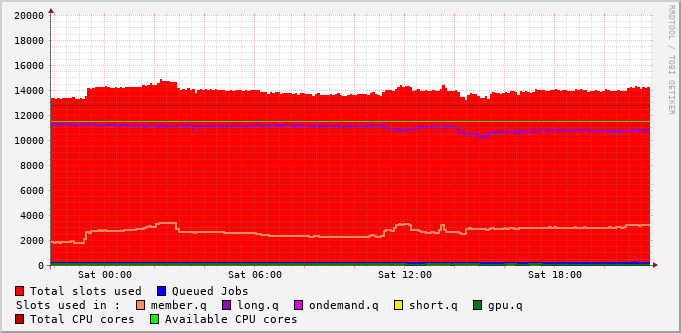 20000
18000
16000
14000
12000
10000
8000
6000
4000
2000
0
Sat 00:00 Sat 06:00 Sat 12:00 Sat 18:00
RRDTOOL / TOBI OETIKER
Total slots used Queued Jobs
Slots used in : member.q long.q ondemand.q short.q gpu.q
Total CPU cores Available CPU cores